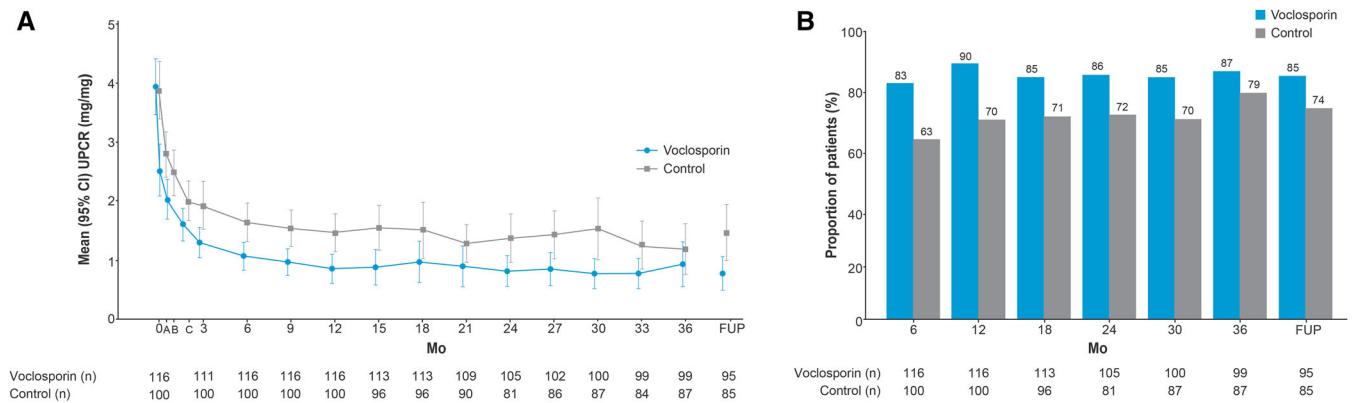 A
Mean (95% CI) UPCR (mg/mg)
5
4
3
2
1
0
Voclosporin
Control
0 A B C 3 6 9 12 15 18 21 24 27 30 33 36 FUP
Mo
Voclosporin (n) 116 111 116 116 116 113 113 109 105 102 100 99 99 95
Control (n) 100 100 100 100 100 96 96 90 81 86 87 84 87 85
B
Voclosporin
Control
Proportion of patients (%)
100
80
60
40
20
0
83 63 90 70 85 71 86 72 85 70 87 79 85 74
6 12 18 24 30 36 FUP
Mo
Voclosporin (n) 116 116 113 105 100 99 95
Control (n) 100 100 96 81 87 87 85